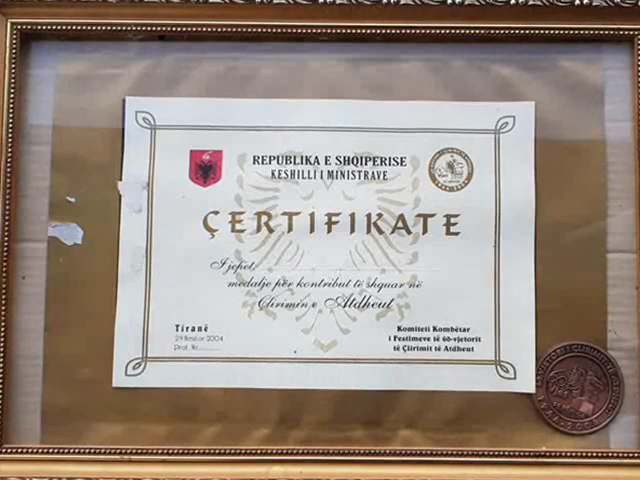 REPUBLIKA E SHQIPERISE
KESHILLI I MINISTRAVE
ÇERTIFIKATE
I jepet
medalje për kontribut të shquar në
Çlirimin e Atdheut
Tiranë
29 Nëntor 2004
Prot. Nr.
Komiteti Kombëtar
i Festimeve të 60-vjetorit
të Çlirimit të Atdheut